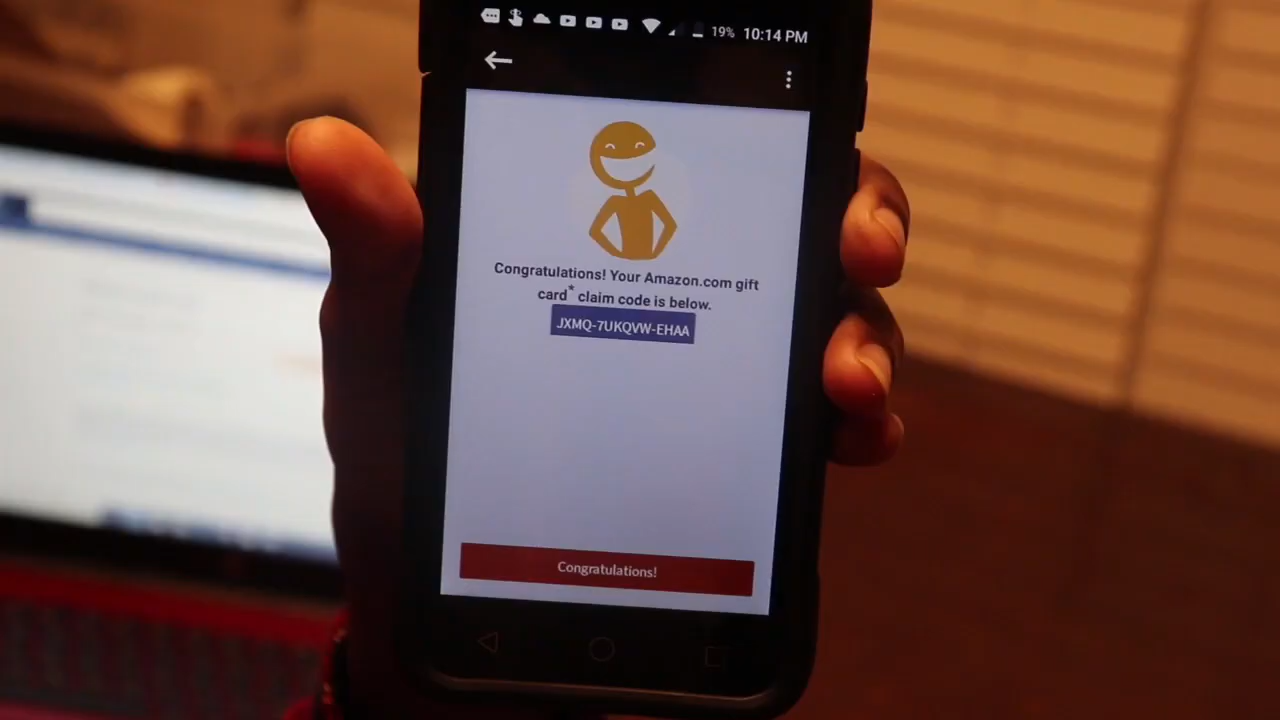 19% 10:14 PM
Congratulations! Your Amazon.com gift
card* claim code is below.
JXMQ-7UKQVW-EHAA
Congratulations!